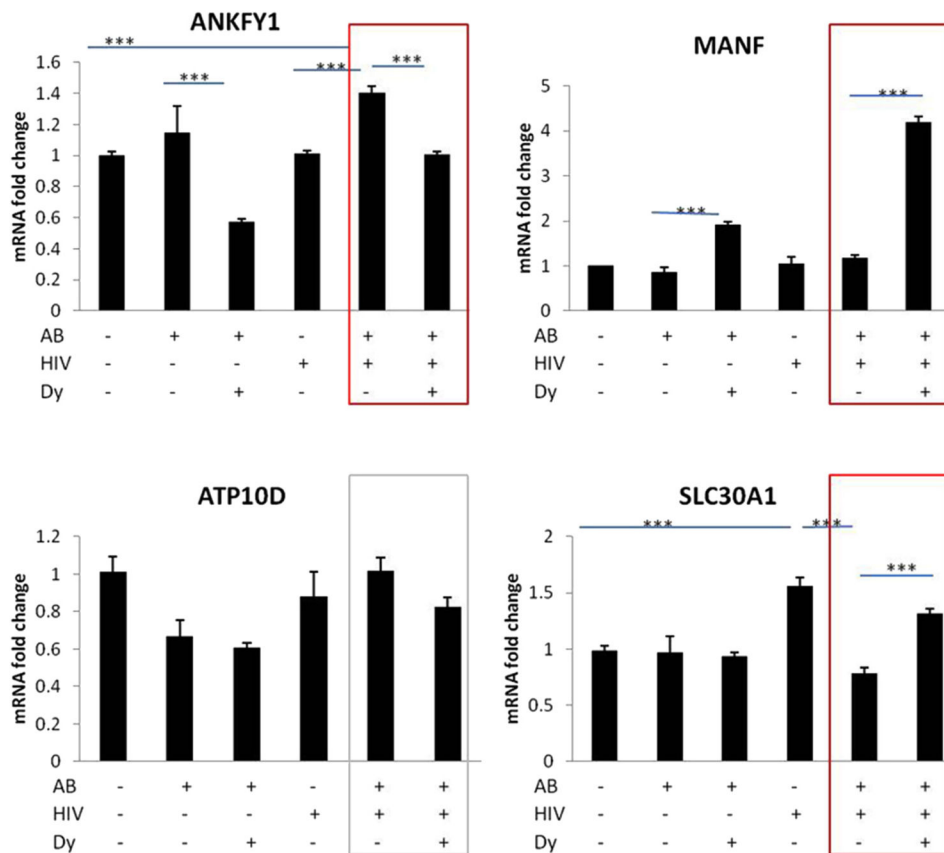 ANKFY1
***
***
***
***
mRNA fold change
1.6
1.4
1.2
1
0.8
0.6
0.4
0.2
0
AB - + + - + +
HIV - - - + + +
Dy - - + - - +
MANF
***
***
mRNA fold change
5
4
3
2
1
0
AB - + + - + +
HIV - - - + + +
Dy - - + - - +
ATP10D
mRNA fold change
1.2
1
0.8
0.6
0.4
0.2
0
AB - + + - + +
HIV - - - + + +
Dy - - + - - +
SLC30A1
***
***
***
mRNA fold change
2
1.5
1
0.5
0
AB - + + - + +
HIV - - - + + +
Dy - - + - - +